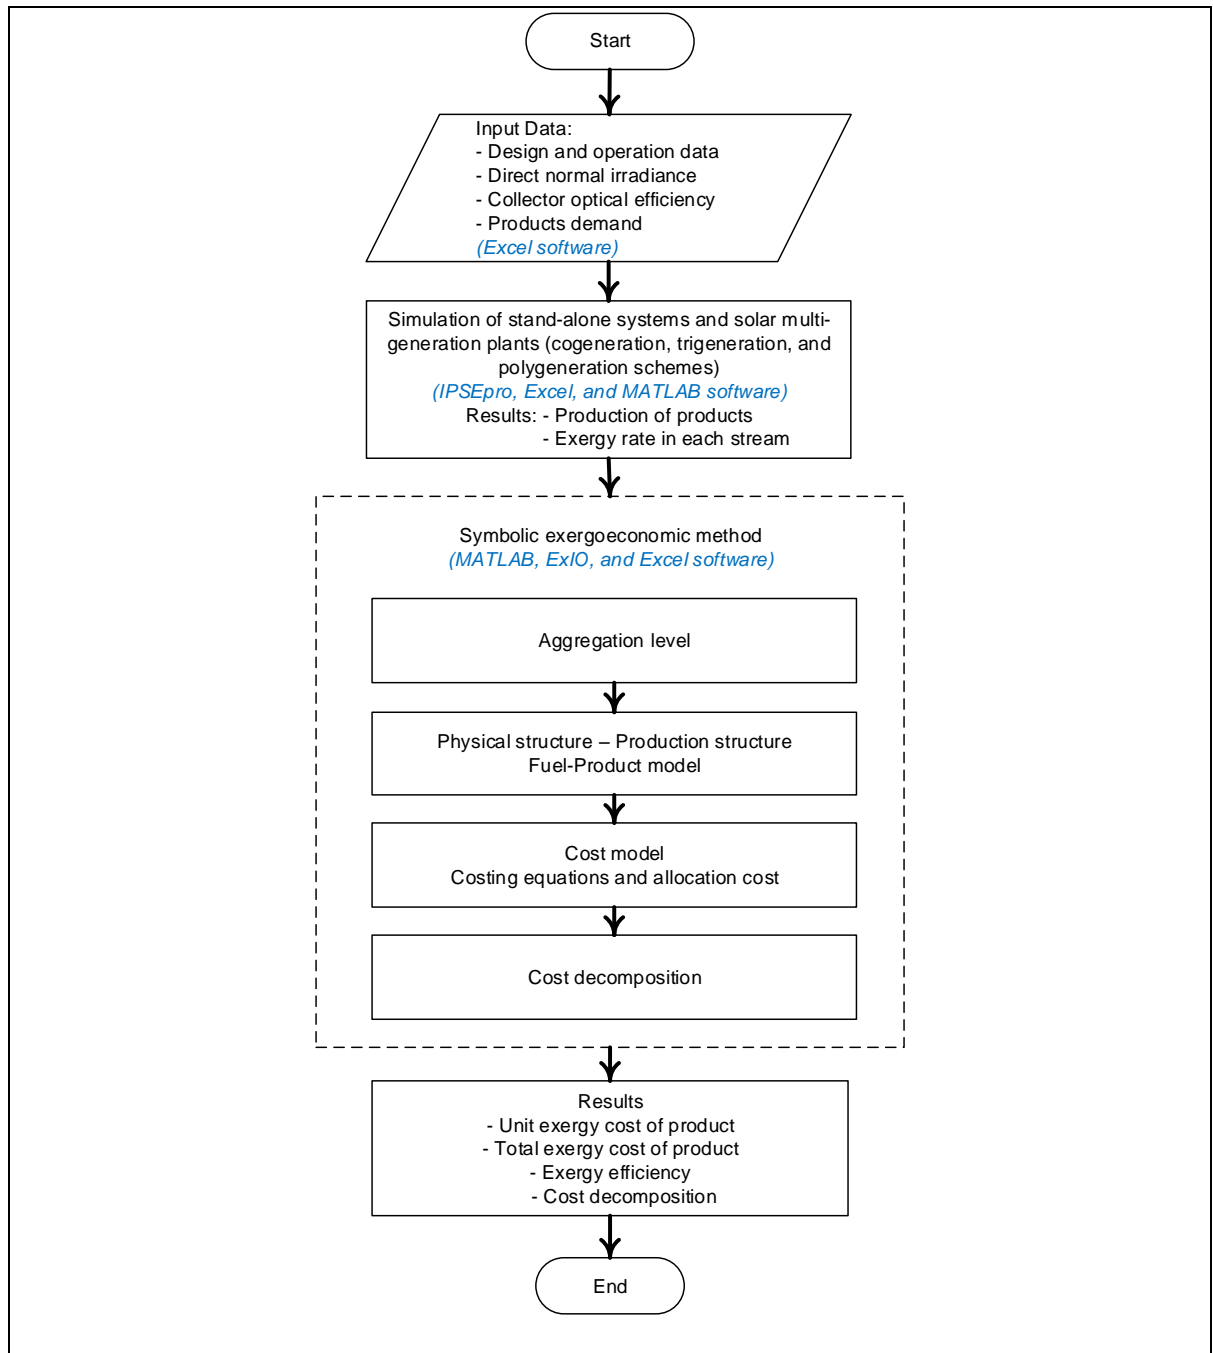 Start
Input Data:
- Design and operation data
- Direct normal irradiance
- Collector optical efficiency
- Products demand
(Excel software)
Simulation of stand-alone systems and solar multi-
generation plants (cogeneration, trigeneration, and
polygeneration schemes)
(IPSEpro, Excel, and MATLAB software)
Results: - Production of products
- Exergy rate in each stream
Symbolic exergoeconomic method
(MATLAB, ExIO, and Excel software)
Aggregation level
Physical structure – Production structure
Fuel-Product model
Cost model
Costing equations and allocation cost
Cost decomposition
Results
- Unit exergy cost of product
- Total exergy cost of product
- Exergy efficiency
- Cost decomposition
End